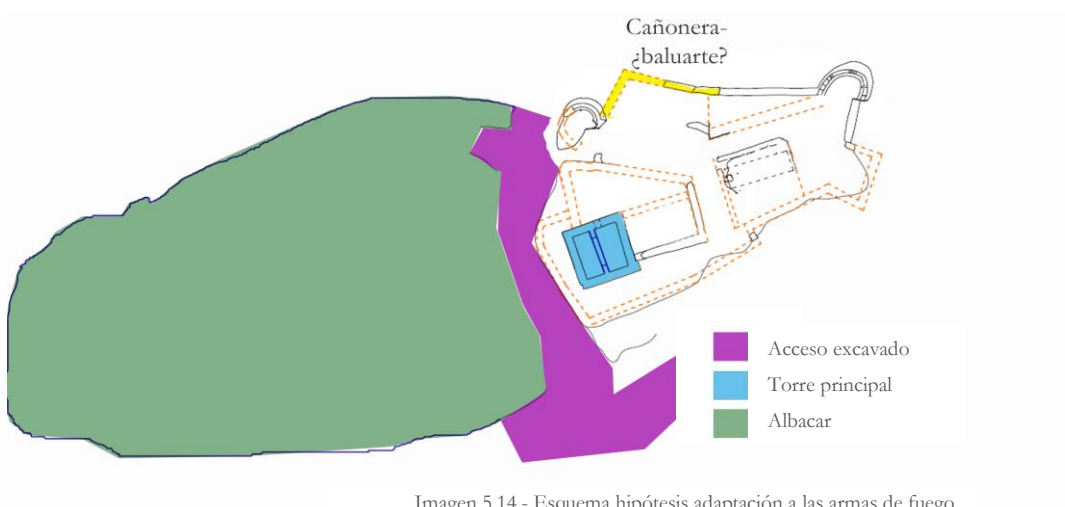 Cañonera-
¿baluarte?
Acceso excavado
Torre principal
Albacar
Imagen 5.14 - Esquema hipótesis adaptación a las armas de fuego